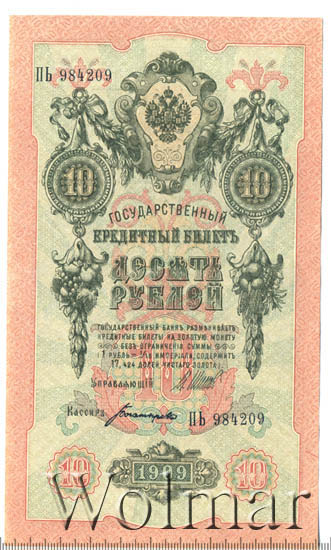 ПЬ 984209
10 10
ГОСУДАРСТВЕННЫЙ
КРЕДИТНЫЙ БИЛЕТЪ
ДЕСЯТЬ
РУБЛЕЙ
ГОСУДАРСТВЕННЫЙ БАНКЪ РАЗМѢНИВАЕТЪ
КРЕДИТНЫЕ БИЛЕТЫ НА ЗОЛОТУЮ МОНЕТУ
БЕЗЪ ОГРАНИЧЕНІЯ СУММЫ
(1 РУБЛЬ = 1/15 ИМПЕРІАЛА, СОДЕРЖИТЪ
17,424 ДОЛЕЙ ЧИСТАГО ЗОЛОТА)
Управляющій
Кассиръ
ПЬ 984209
10
10 1909 10
Wolmar